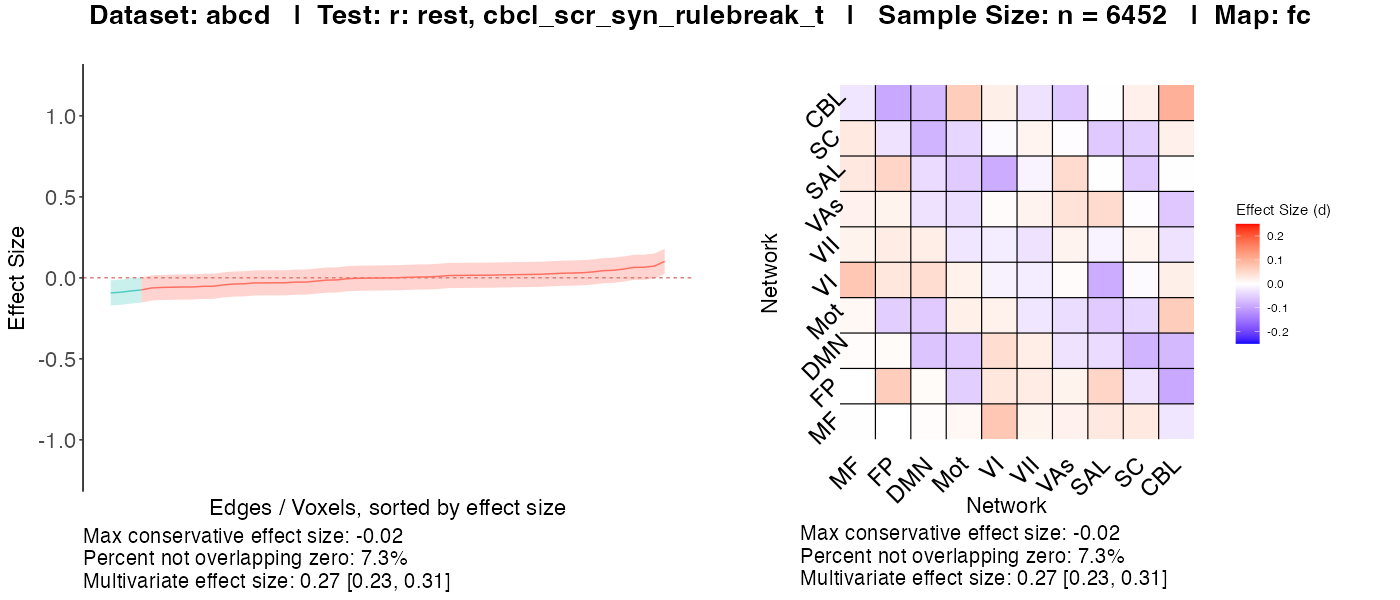 Dataset: abcd | Test: r: rest, cbcl_scr_syn_rulebreak_t | Sample Size: n = 6452 | Map: fc
Effect Size
1.0
0.5
0.0
-0.5
-1.0
Edges / Voxels, sorted by effect size
Max conservative effect size: -0.02
Percent not overlapping zero: 7.3%
Multivariate effect size: 0.27 [0.23, 0.31]
Network
CBL
SC
SAL
VAs
VII
VI
Mot
DMN
FP
MF
MF FP DMN Mot VI VII VAs SAL SC CBL
Network
Max conservative effect size: -0.02
Percent not overlapping zero: 7.3%
Multivariate effect size: 0.27 [0.23, 0.31]
Effect Size (d)
0.2
0.1
0.0
-0.1
-0.2